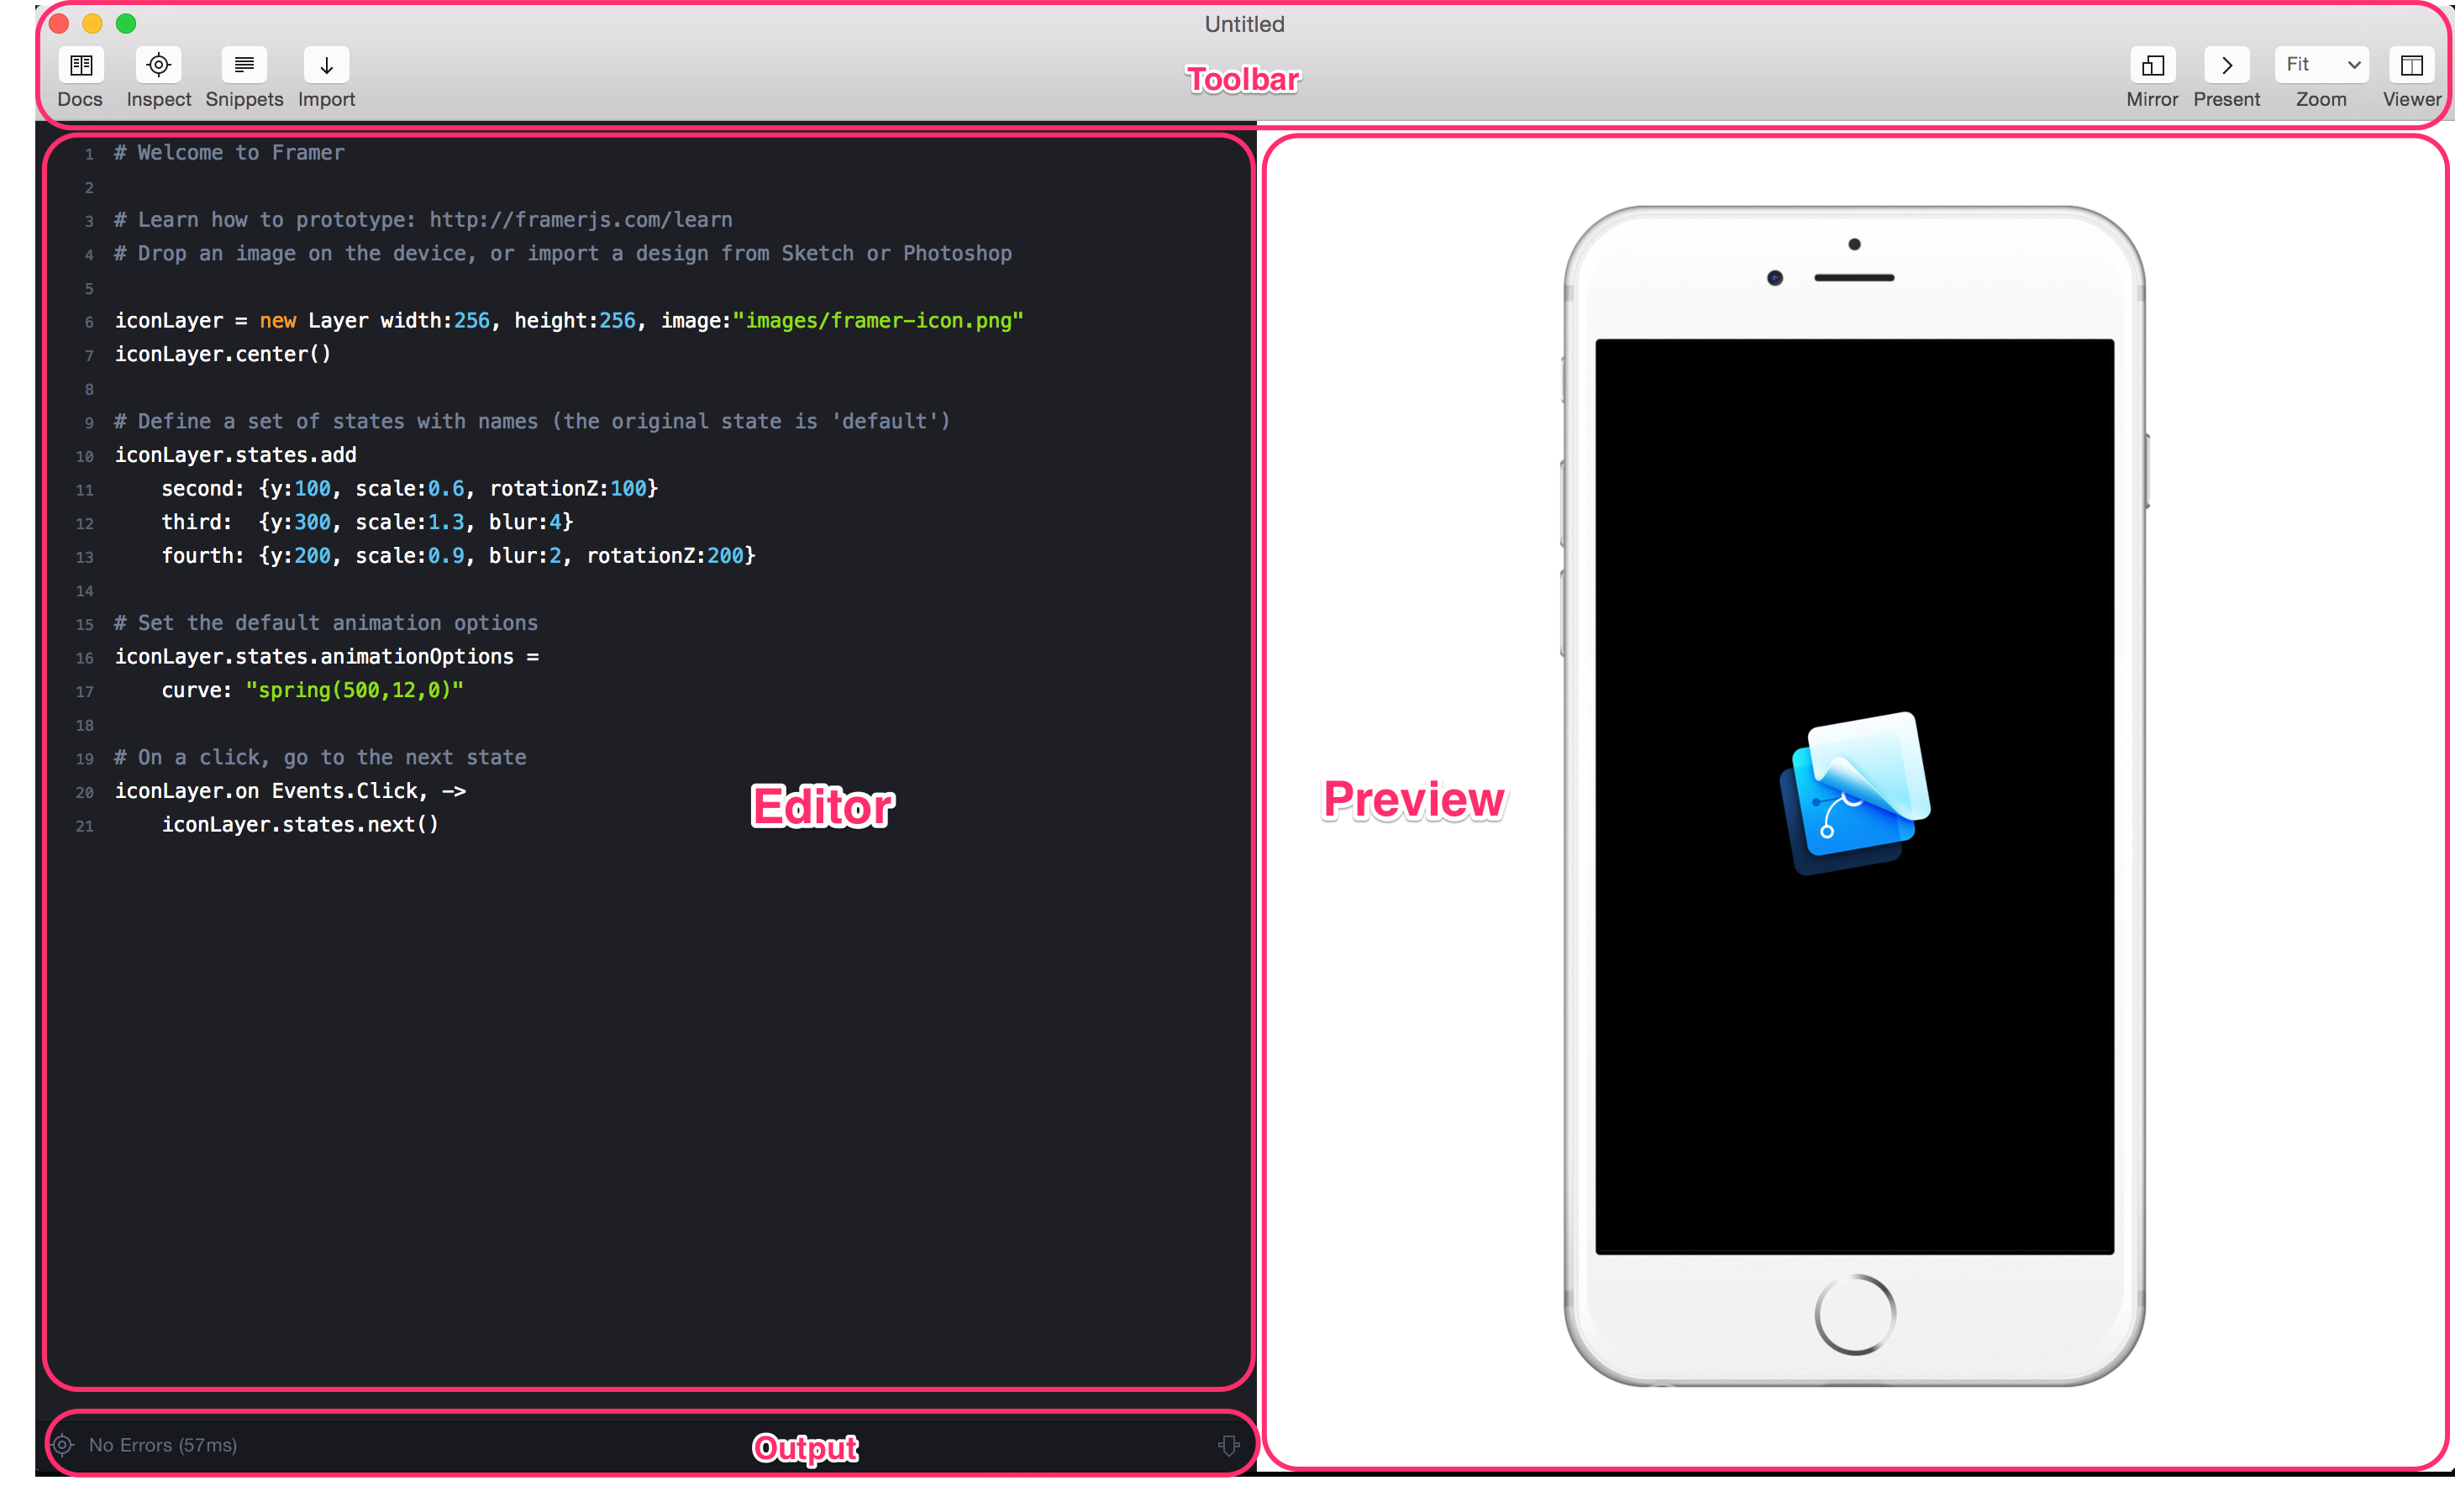 Untitled
Docs Inspect Snippets Import
Toolbar
Fit
Mirror Present Zoom Viewer
1 # Welcome to Framer
2
3 # Learn how to prototype: http://framerjs.com/learn
4 # Drop an image on the device, or import a design from Sketch or Photoshop
5
6 iconLayer = new Layer width:256, height:256, image:"images/framer-icon.png"
7 iconLayer.center()
8
9 # Define a set of states with names (the original state is 'default')
10 iconLayer.states.add
11     second: {y:100, scale:0.6, rotationZ:100}
12     third:  {y:300, scale:1.3, blur:4}
13     fourth: {y:200, scale:0.9, blur:2, rotationZ:200}
14
15 # Set the default animation options
16 iconLayer.states.animationOptions =
17     curve: "spring(500,12,0)"
18
19 # On a click, go to the next state
20 iconLayer.on Events.Click, ->
21     iconLayer.states.next()
Editor
Preview
No Errors (57ms)
Output